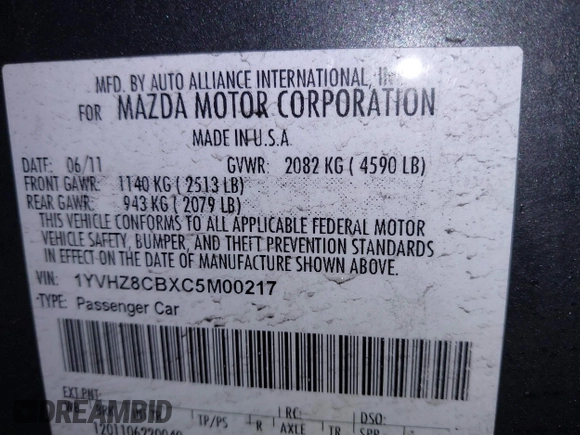 MFD. BY AUTO ALLIANCE INTERNATIONAL,
FOR MAZDA MOTOR CORPORATION
MADE IN U.S.A
DATE: 06/11 GVWR: 2082 KG ( 4590 LB)
FRONT GAWR: 1140 KG ( 2513 LB)
REAR GAWR: 943 KG ( 2079 LB)
THIS VEHICLE CONFORMS TO ALL APPLICABLE FEDERAL MOTOR
VEHICLE SAFETY, BUMPER, AND THEFT PREVENTION STANDARDS
IN EFFECT ON THE DATE OF MANUFACTURE SHOWN ABOVE.
VIN: 1YVHZ8CBXC5M00217
TYPE: Passenger Car
EXT PNT:
RC: DSO:
TP/PS R AXLE TR SPR
DREAMBID